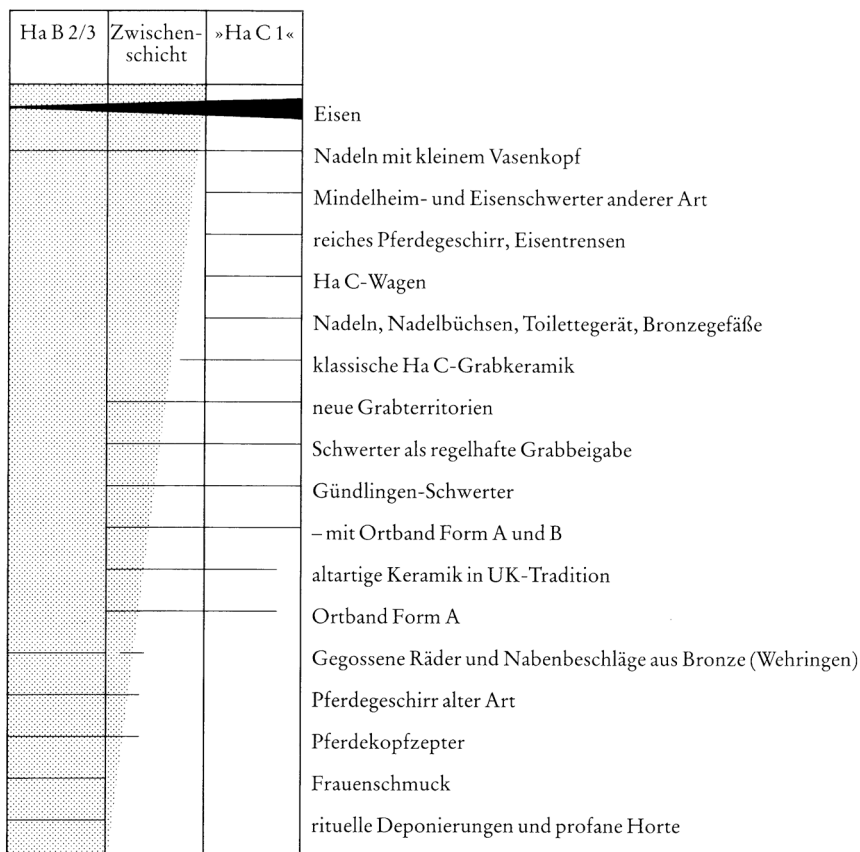 Ha B 2/3 Zwischen- »Ha C 1«
schicht
Eisen
Nadeln mit kleinem Vasenkopf
Mindelheim- und Eisenschwerter anderer Art
reiches Pferdegeschirr, Eisentrensen
Ha C-Wagen
Nadeln, Nadelbüchsen, Toilettegerät, Bronzegefäße
klassische Ha C-Grabkeramik
neue Grabterritorien
Schwerter als regelhafte Grabbeigabe
Gündlingen-Schwerter
– mit Ortband Form A und B
altartige Keramik in UK-Tradition
Ortband Form A
Gegossene Räder und Nabenbeschläge aus Bronze (Wehringen)
Pferdegeschirr alter Art
Pferdekopfzepter
Frauenschmuck
rituelle Deponierungen und profane Horte